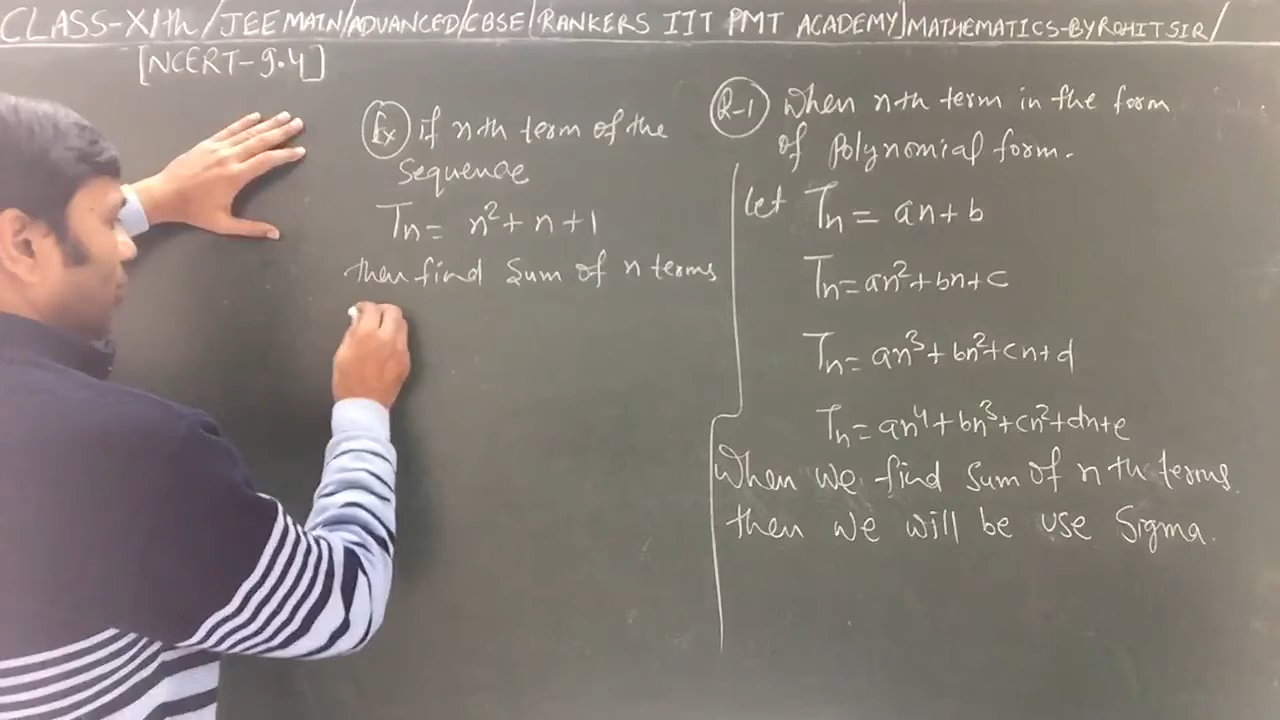 CLASS-XIth/JEE MAIN/ADVANCED/CBSE[RANKERS IIT PMT ACADEMY]MATHEMATICS-BY ROHIT SIR/
[NCERT-9.4]
Ex if nth term of the
Sequence
Tn = n²+n+1
then find Sum of n terms
R-1 When nth term in the form
of Polynomial form.
let Tn = an+b
Tn=an²+bn+c
Tn=an³+bn²+cn+d
Tn=an⁴+bn³+cn²+dn+e
When we find sum of nth terms.
then we will be use Sigma.